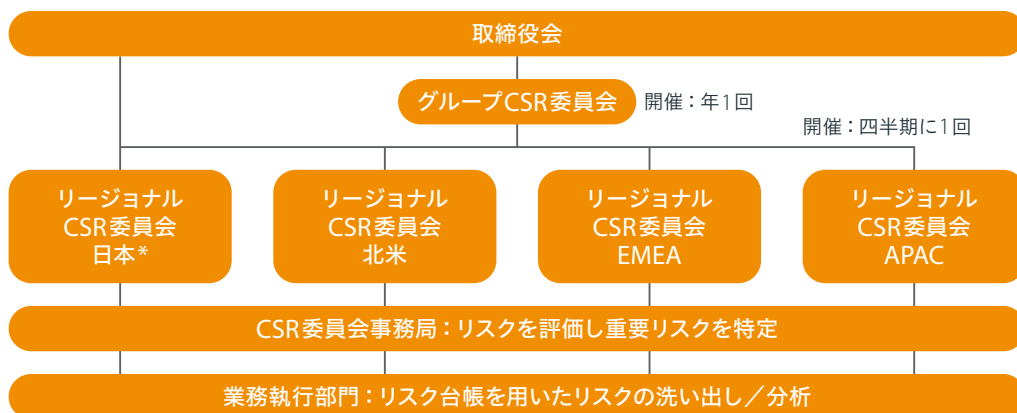 取締役会
グループCSR委員会
開催：年1回
開催：四半期に1回
リージョナル
CSR委員会
日本*
リージョナル
CSR委員会
北米
リージョナル
CSR委員会
EMEA
リージョナル
CSR委員会
APAC
CSR委員会事務局：リスクを評価し重要リスクを特定
業務執行部門：リスク台帳を用いたリスクの洗い出し／分析